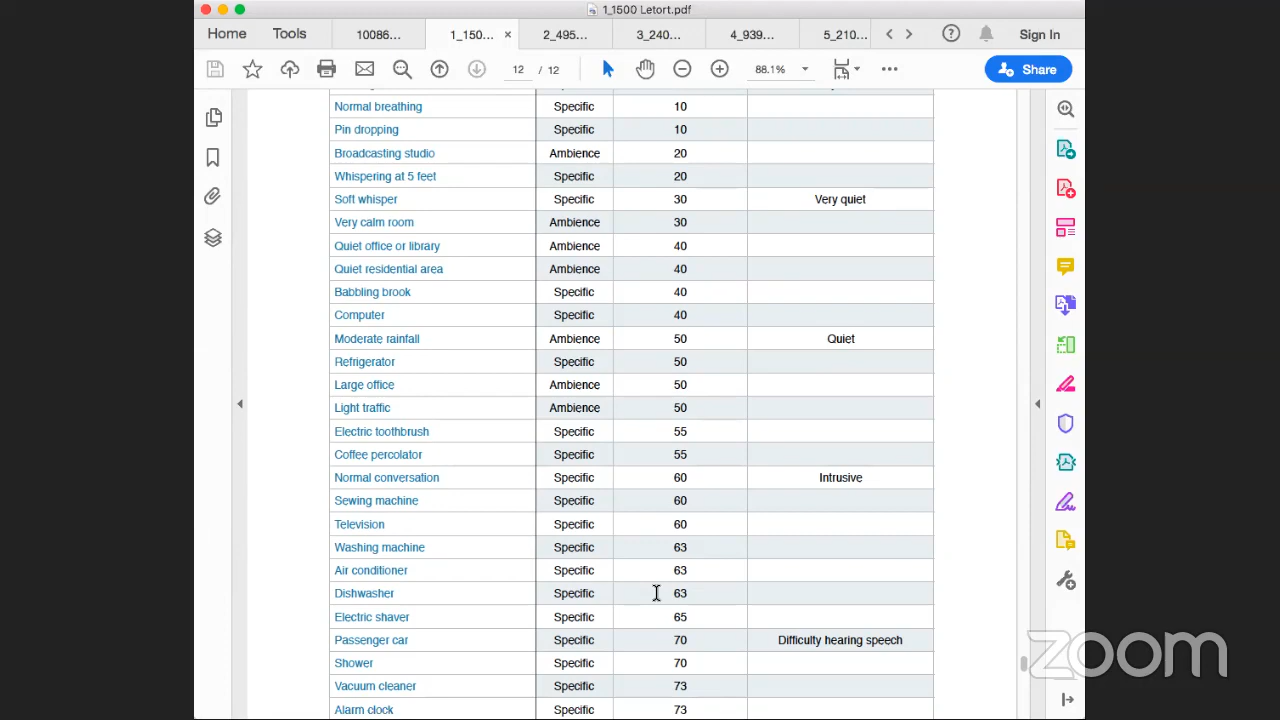 1_1500 Letort.pdf
Home Tools 10086... 1_150... × 2_495... 3_240... 4_939... 5_210... Sign In
12 / 12 88.1% Share
Normal breathing Specific 10
Pin dropping Specific 10
Broadcasting studio Ambience 20
Whispering at 5 feet Specific 20
Soft whisper Specific 30 Very quiet
Very calm room Ambience 30
Quiet office or library Ambience 40
Quiet residential area Ambience 40
Babbling brook Specific 40
Computer Specific 40
Moderate rainfall Ambience 50 Quiet
Refrigerator Specific 50
Large office Ambience 50
Light traffic Ambience 50
Electric toothbrush Specific 55
Coffee percolator Specific 55
Normal conversation Specific 60 Intrusive
Sewing machine Specific 60
Television Specific 60
Washing machine Specific 63
Air conditioner Specific 63
Dishwasher Specific 63
Electric shaver Specific 65
Passenger car Specific 70 Difficulty hearing speech
Shower Specific 70
Vacuum cleaner Specific 73
Alarm clock Specific 73
zoom